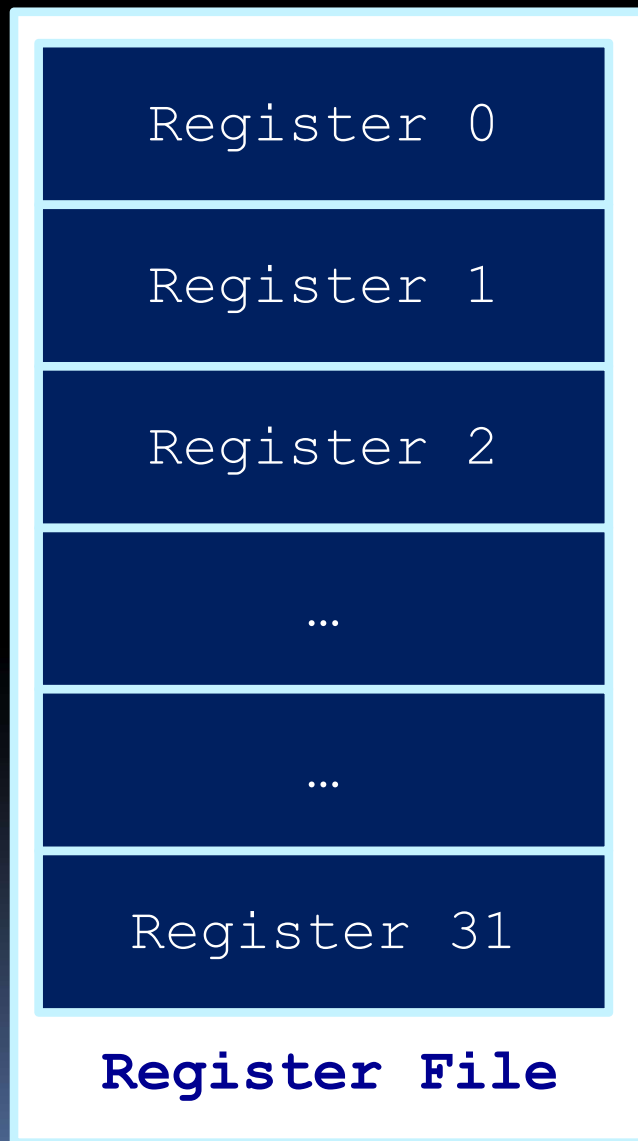 Register 0
Register 1
Register 2
…
…
Register 31
Register File